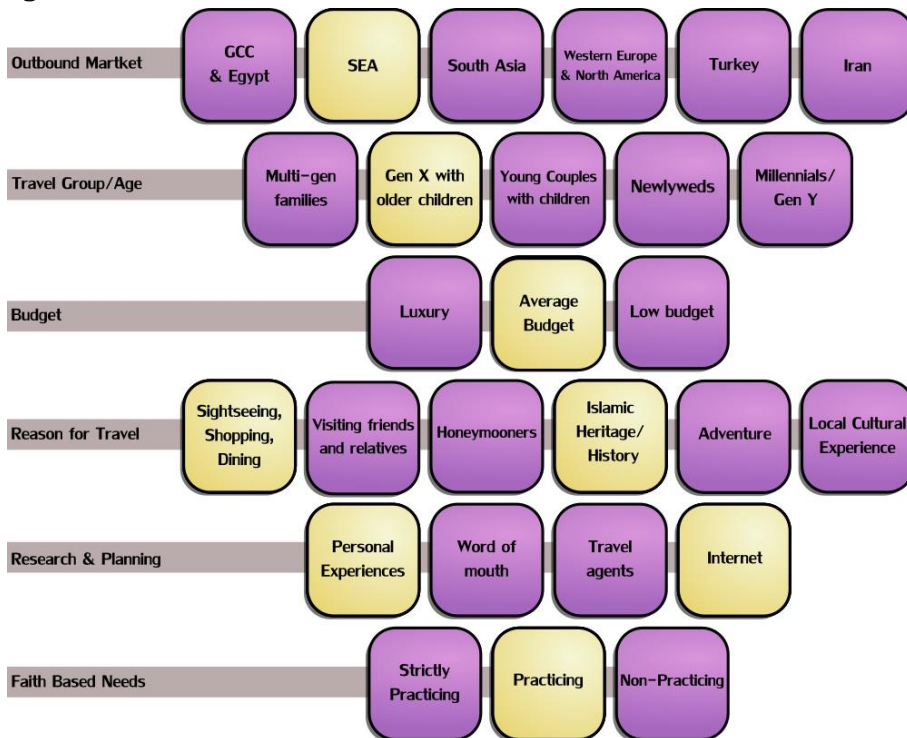 Outbound Martket
GCC
& Egypt
SEA
South Asia
Western Europe
& North America
Turkey
Iran
Travel Group/Age
Multi-gen
families
Gen X with
older children
Young Couples
with children
Newlyweds
Millennials/
Gen Y
Budget
Luxury
Average
Budget
Low budget
Reason for Travel
Sightseeing,
Shopping,
Dining
Visiting friends
and relatives
Honeymooners
Islamic
Heritage/
History
Adventure
Local Cultural
Experience
Research & Planning
Personal
Experiences
Word of
mouth
Travel
agents
Internet
Faith Based Needs
Strictly
Practicing
Practicing
Non-Practicing